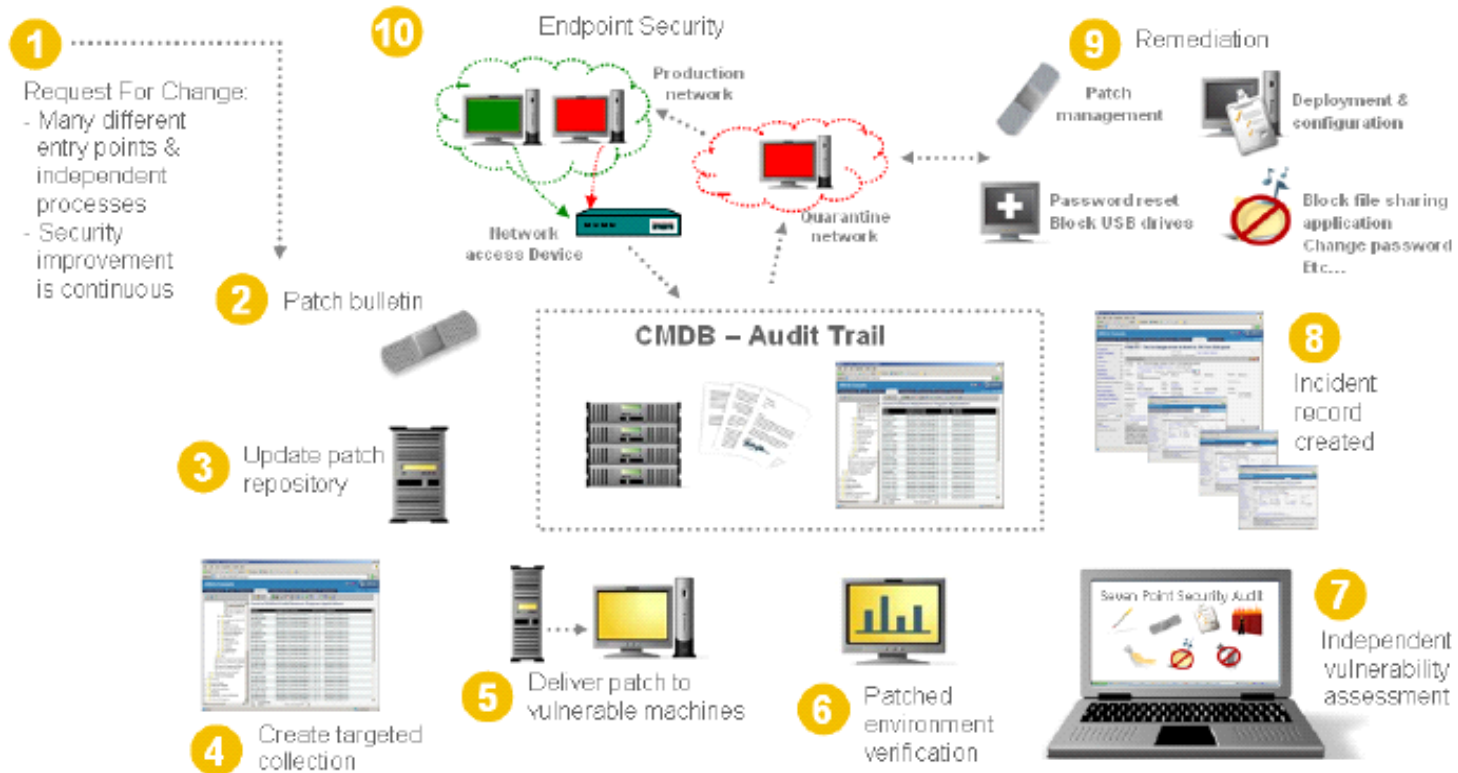 1
Request For Change:
- Many different
entry points &
independent
processes
- Security
improvement
is continuous
2
Patch bulletin
3
Update patch
repository
4
Create targeted
collection
5
Deliver patch to
vulnerable machines
6
Patched
environment
verification
7
Independent
vulnerability
assessment
Seven Point Security Audit
8
Incident
record
created
9
Remediation
Patch
management
Deployment &
configuration
Password reset
Block USB drives
Block file sharing
application
Change password
Etc...
10
Endpoint Security
Production
network
Quarantine
network
Network
access Device
CMDB – Audit Trail